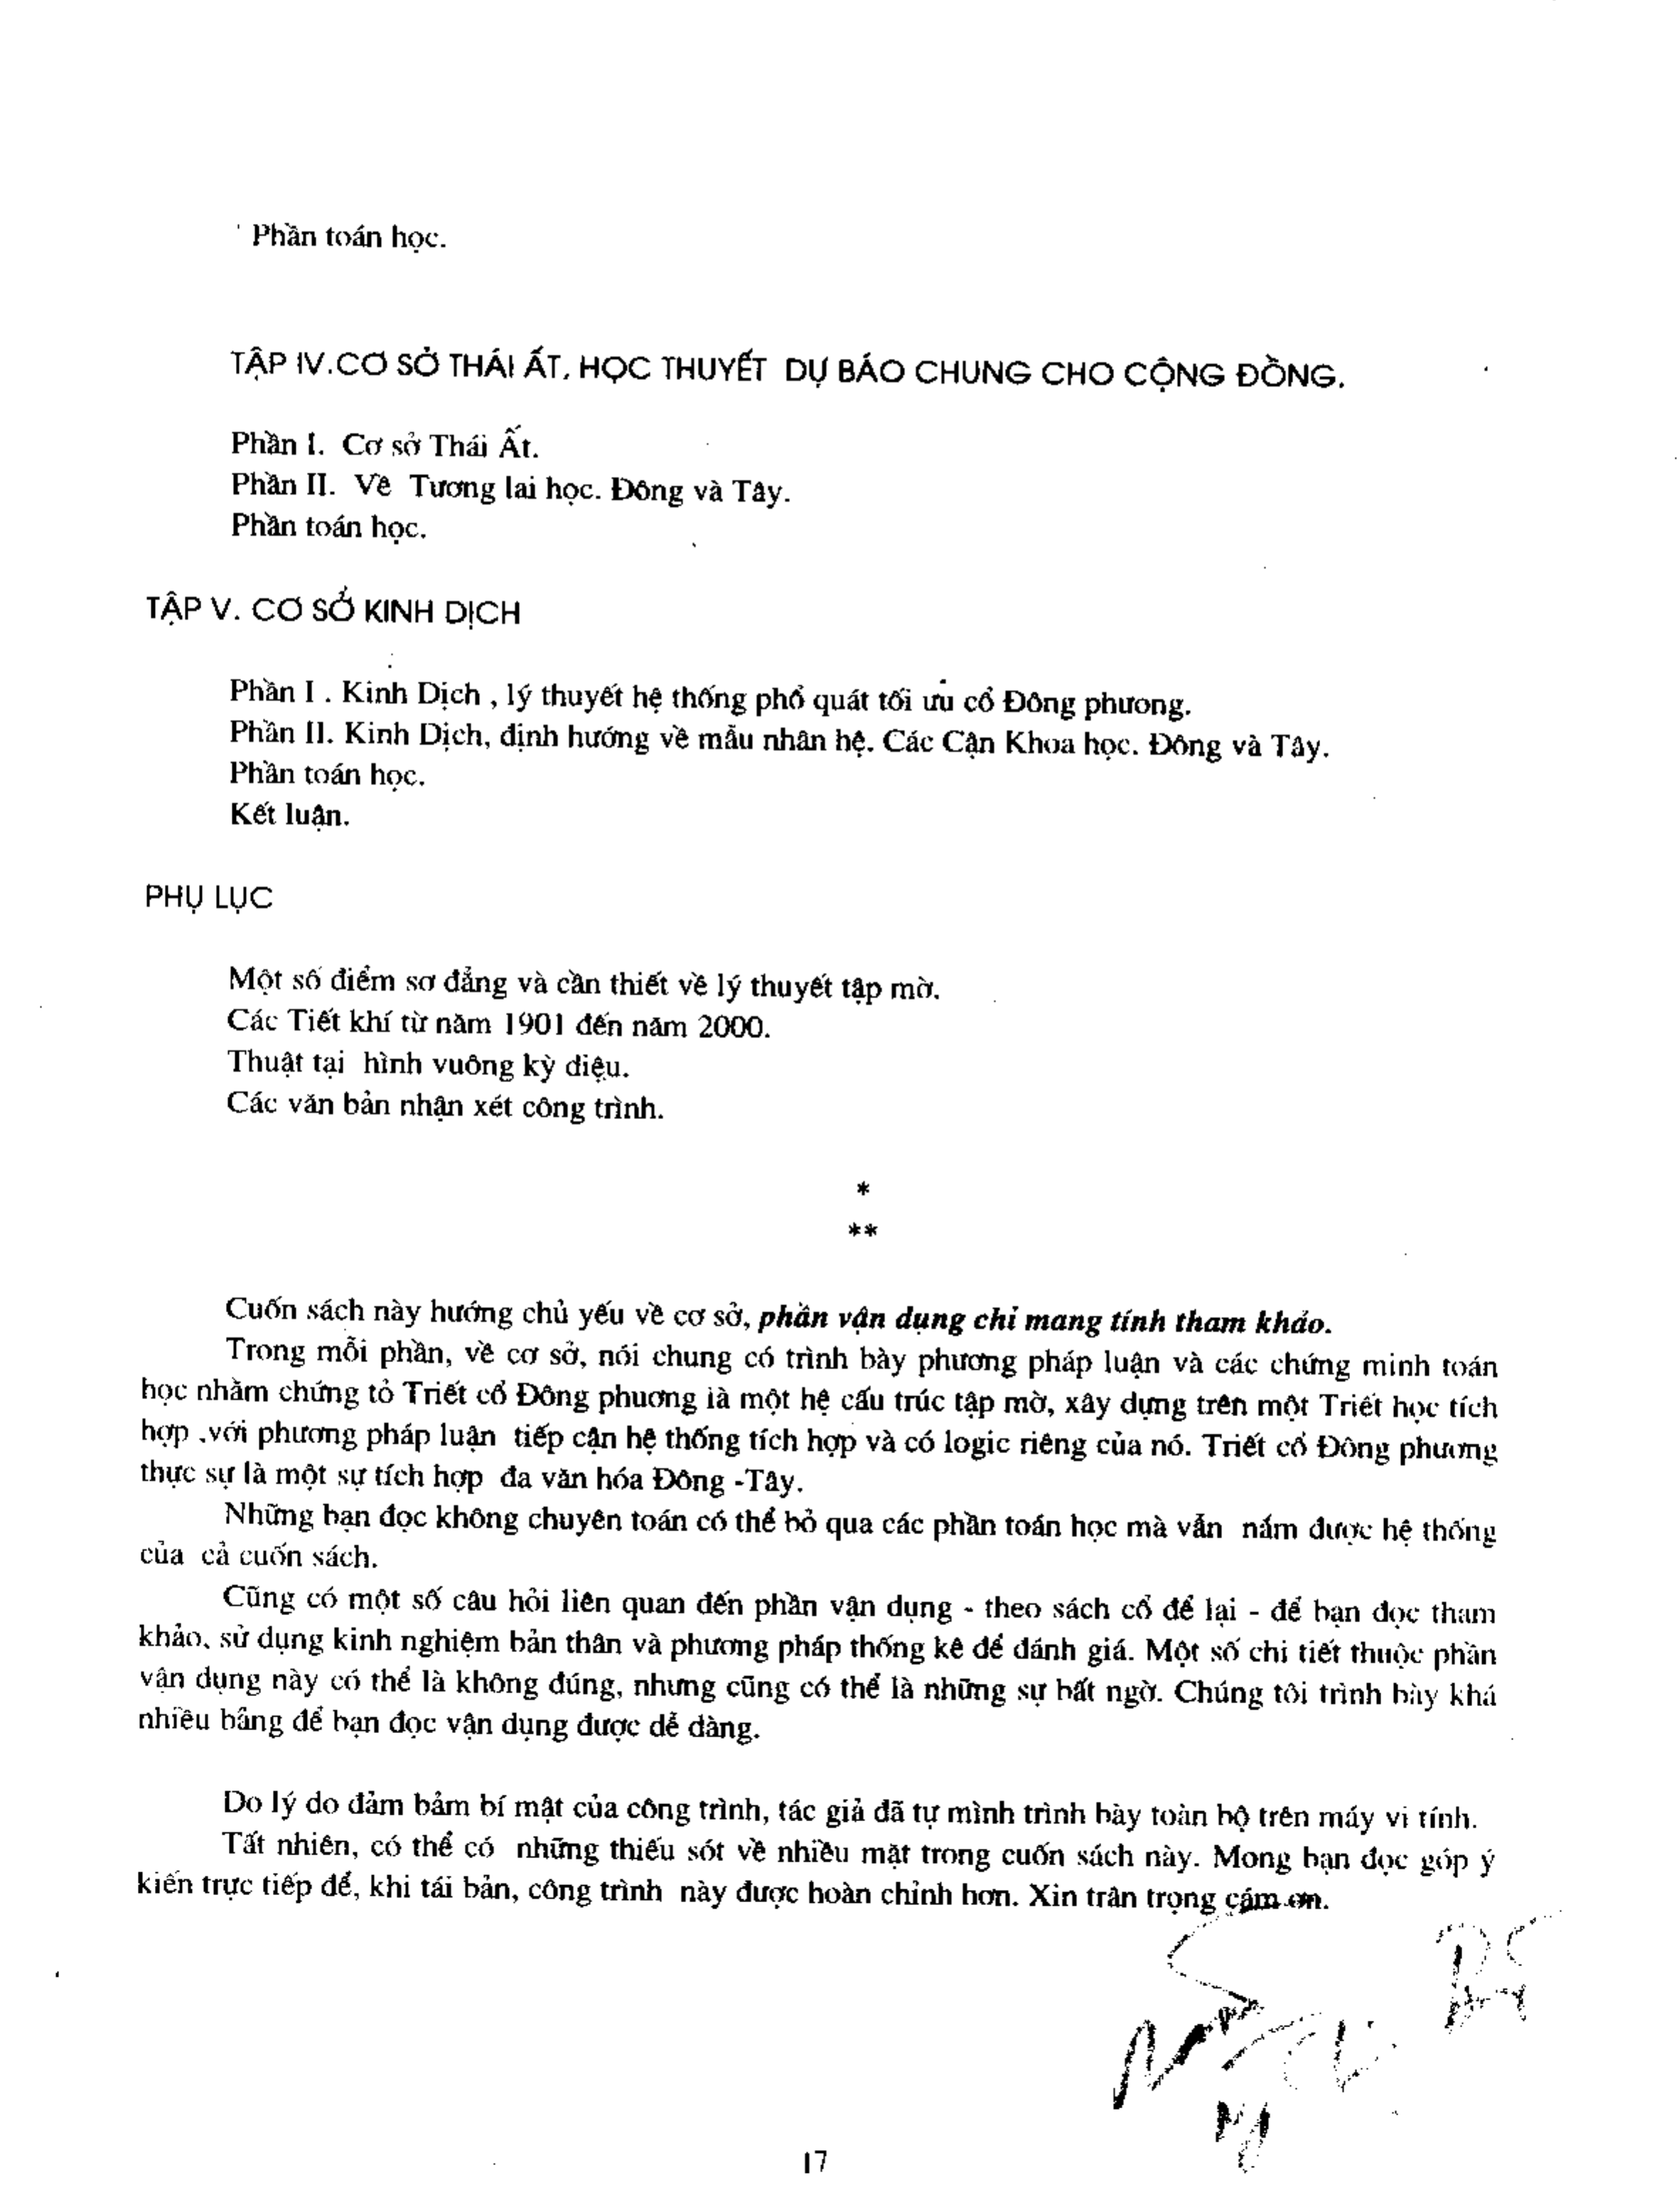 Phần toán học.
TẬP IV.CƠ SỞ THÁI ẤT, HỌC THUYẾT DỰ BÁO CHUNG CHO CỘNG ĐỒNG.
Phần I. Cơ sở Thái Ất.
Phần II. Về Tương lai học. Đông và Tây.
Phần toán học.
TẬP V. CƠ SỞ KINH DỊCH
Phần I . Kinh Dịch , lý thuyết hệ thống phổ quát tối ưu cổ Đông phương.
Phần II. Kinh Dịch, định hướng về mẫu nhân hệ. Các Cận Khoa học. Đông và Tây.
Phần toán học.
Kết luận.
PHỤ LỤC
Một số điểm sơ đẳng và cần thiết về lý thuyết tập mờ.
Các Tiết khí từ năm 1901 đến năm 2000.
Thuật tại hình vuông kỳ diệu.
Các văn bản nhận xét công trình.
*
**
Cuốn sách này hướng chủ yếu về cơ sở, phần vận dụng chỉ mang tính tham khảo.
Trong mỗi phần, về cơ sở, nói chung có trình bày phương pháp luận và các chứng minh toán
học nhằm chứng tỏ Triết cổ Đông phương là một hệ cấu trúc tập mờ, xây dựng trên một Triết học tích
hợp ,với phương pháp luận tiếp cận hệ thống tích hợp và có logic riêng của nó. Triết cổ Đông phương
thực sự là một sự tích hợp đa văn hóa Đông -Tây.
Những bạn đọc không chuyên toán có thể bỏ qua các phần toán học mà vẫn nắm được hệ thống
của cả cuốn sách.
Cũng có một số câu hỏi liên quan đến phần vận dụng - theo sách cổ để lại - để bạn đọc tham
khảo, sử dụng kinh nghiệm bản thân và phương pháp thống kê để đánh giá. Một số chi tiết thuộc phần
vận dụng này có thể là không đúng, nhưng cũng có thể là những sự bất ngờ. Chúng tôi trình bày khá
nhiều bảng để bạn đọc vận dụng được dễ dàng.
Do lý do đảm bảm bí mật của công trình, tác giả đã tự mình trình bày toàn bộ trên máy vi tính.
Tất nhiên, có thể có những thiếu sót về nhiều mặt trong cuốn sách này. Mong bạn đọc góp ý
kiến trực tiếp để, khi tái bản, công trình này được hoàn chỉnh hơn. Xin trân trọng cám ơn.
17